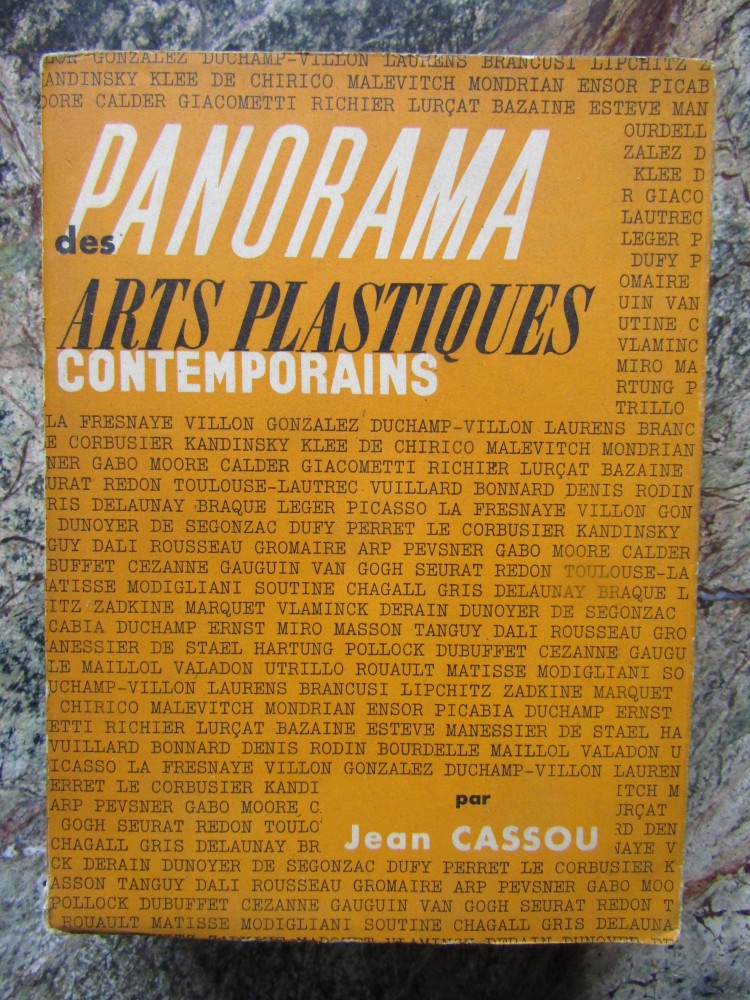 GONZALEZ DUCHAMP-VILLON LAURENS BRANCUSI LIPCHITZ Z
ANDINSKY KLEE DE CHIRICO MALEVITCH MONDRIAN ENSOR PICAB
OORE CALDER GIACOMETTI RICHIER LURÇAT BAZAINE ESTEVE MAN
OURDELL
ZALEZ D
KLEE D
R GIACO
LAUTREC
LEGER P
DUFY P
OMAIRE
UIN VAN
UTINE C
VLAMINC
MIRO MA
RTUNG P
TRILLO
PANORAMA
des
ARTS PLASTIQUES
CONTEMPORAINS
LA FRESNAYE VILLON GONZALEZ DUCHAMP-VILLON LAURENS BRANC
E CORBUSIER KANDINSKY KLEE DE CHIRICO MALEVITCH MONDRIAN
NER GABO MOORE CALDER GIACOMETTI RICHIER LURÇAT BAZAINE
URAT REDON TOULOUSE-LAUTREC VUILLARD BONNARD DENIS RODIN
RIS DELAUNAY BRAQUE LEGER PICASSO LA FRESNAYE VILLON GON
DUNOYER DE SEGONZAC DUFY PERRET LE CORBUSIER KANDINSKY
GUY DALI ROUSSEAU GROMAIRE ARP PEVSNER GABO MOORE CALDER
BUFFET CEZANNE GAUGUIN VAN GOGH SEURAT REDON TOULOUSE-LA
ATISSE MODIGLIANI SOUTINE CHAGALL GRIS DELAUNAY BRAQUE L
ITZ ZADKINE MARQUET VLAMINCK DERAIN DUNOYER DE SEGONZAC
CABIA DUCHAMP ERNST MIRO MASSON TANGUY DALI ROUSSEAU GRO
ANESSIER DE STAEL HARTUNG POLLOCK DUBUFFET CEZANNE GAUGU
LE MAILLOL VALADON UTRILLO ROUAULT MATISSE MODIGLIANI SO
UCHAMP-VILLON LAURENS BRANCUSI LIPCHITZ ZADKINE MARQUET
CHIRICO MALEVITCH MONDRIAN ENSOR PICABIA DUCHAMP ERNST
ETTI RICHIER LURÇAT BAZAINE ESTEVE MANESSIER DE STAEL HA
VUILLARD BONNARD DENIS RODIN BOURDELLE MAILLOL VALADON U
ICASSO LA FRESNAYE VILLON GONZALEZ DUCHAMP-VILLON LAUREN
ERRET LE CORBUSIER KANDI ITCH M
ARP PEVSNER GABO MOORE C URÇAT
GOGH SEURAT REDON TOULO RD DEN
CHAGALL GRIS DELAUNAY BR NAYE V
par
Jean CASSOU
CK DERAIN DUNOYER DE SEGONZAC DUFY PERRET LE CORBUSIER K
ASSON TANGUY DALI ROUSSEAU GROMAIRE ARP PEVSNER GABO MOO
POLLOCK DUBUFFET CEZANNE GAUGUIN VAN GOGH SEURAT REDON T
ROUAULT MATISSE MODIGLIANI SOUTINE CHAGALL GRIS DELAUNA